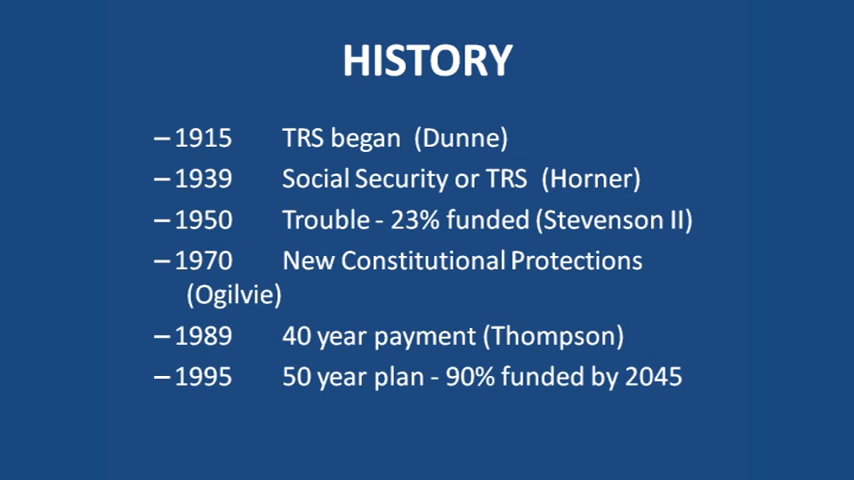 HISTORY
– 1915 TRS began (Dunne)
– 1939 Social Security or TRS (Horner)
– 1950 Trouble - 23% funded (Stevenson II)
– 1970 New Constitutional Protections
(Ogilvie)
– 1989 40 year payment (Thompson)
– 1995 50 year plan - 90% funded by 2045